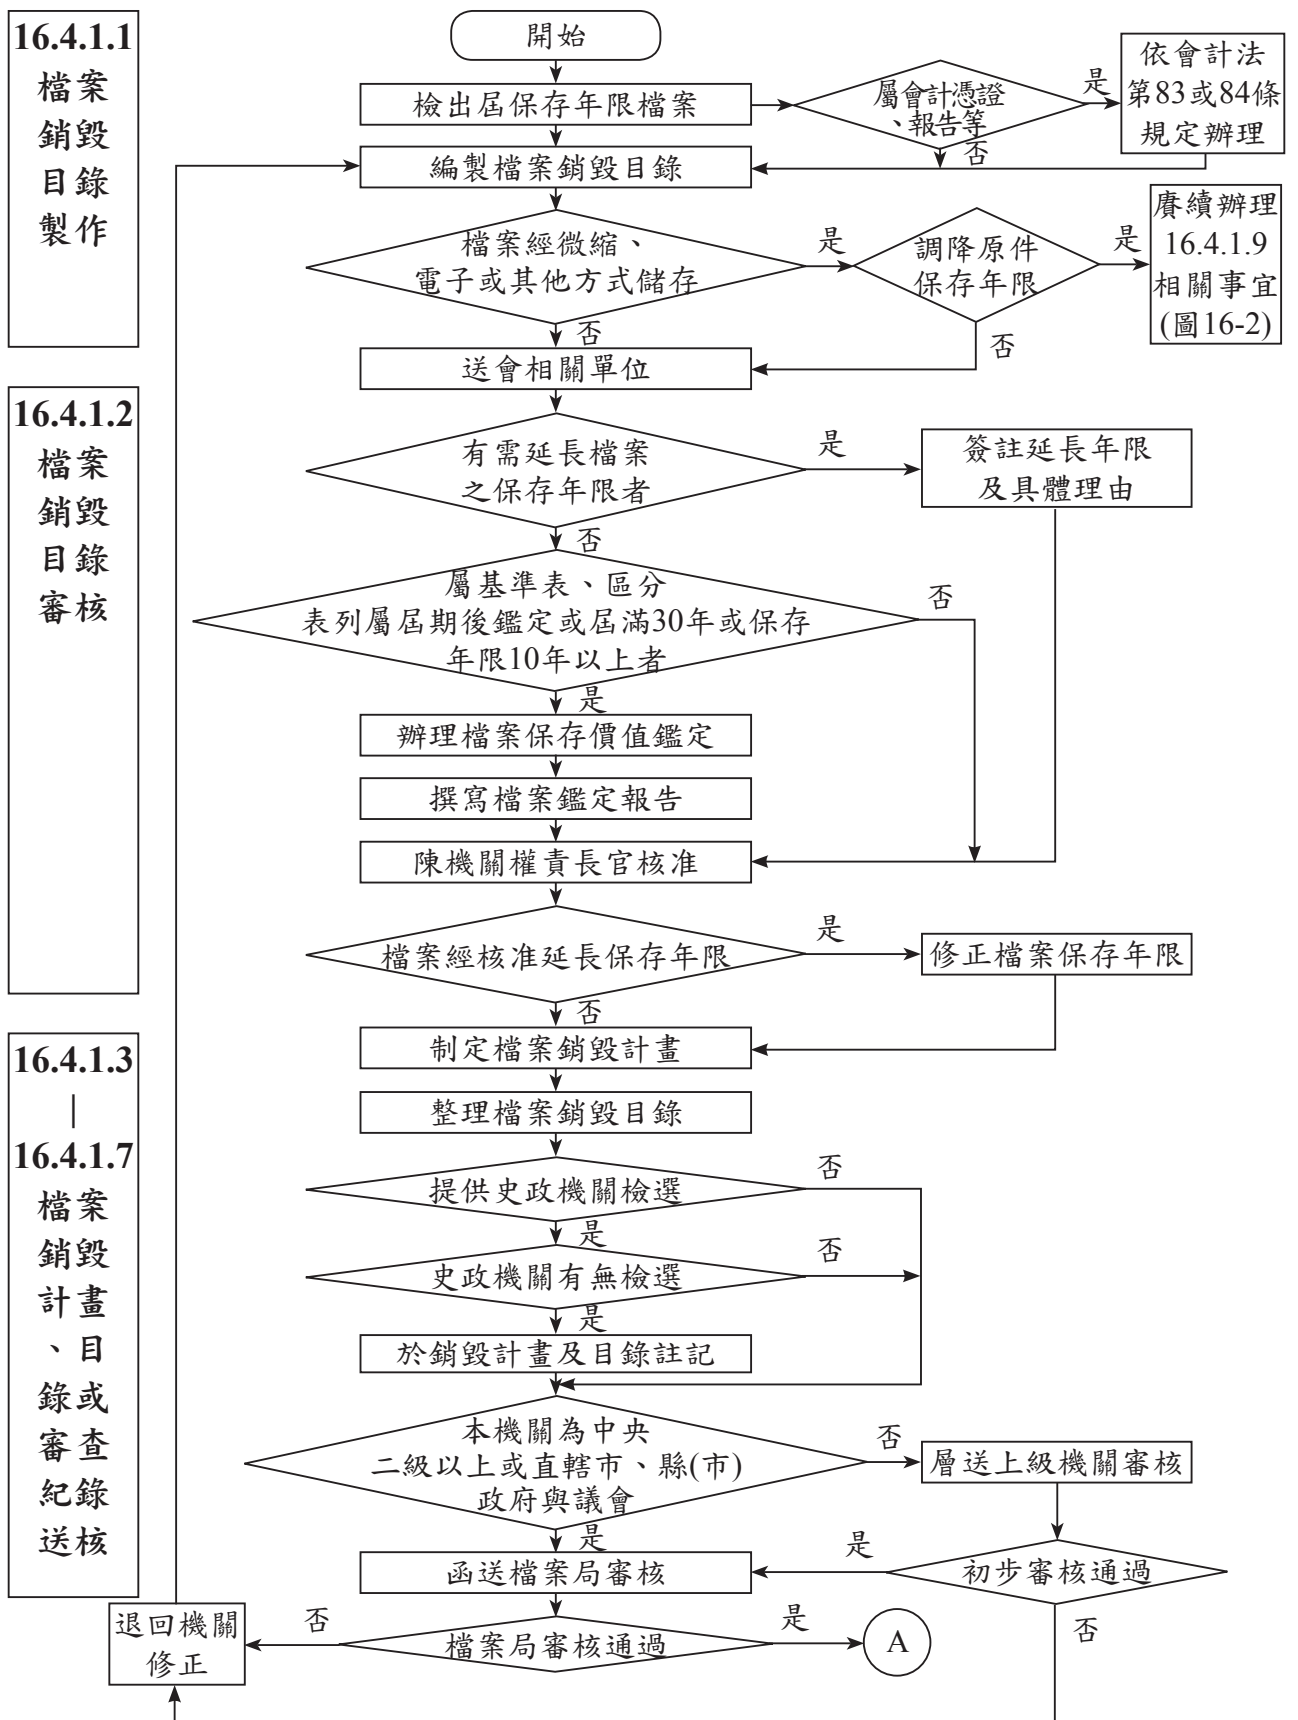 16.4.1.1
檔案
銷毀
目錄
製作
開始
檢出屆保存年限檔案
屬會計憑證
、報告等
是
依會計法
第83或84條
規定辦理
否
編製檔案銷毀目錄
檔案經微縮、
電子或其他方式儲存
是
調降原件
保存年限
是
賡續辦理
16.4.1.9
相關事宜
(圖16-2)
否
否
送會相關單位
16.4.1.2
檔案
銷毀
目錄
審核
有需延長檔案
之保存年限者
是
簽註延長年限
及具體理由
否
屬基準表、區分
表列屬屆期後鑑定或屆滿30年或保存
年限10年以上者
否
是
辦理檔案保存價值鑑定
撰寫檔案鑑定報告
陳機關權責長官核准
檔案經核准延長保存年限
是
修正檔案保存年限
否
16.4.1.3
|
16.4.1.7
檔案
銷毀
計畫
、目
錄或
審查
紀錄
送核
制定檔案銷毀計畫
整理檔案銷毀目錄
提供史政機關檢選
否
是
史政機關有無檢選
否
是
於銷毀計畫及目錄註記
本機關為中央
二級以上或直轄市、縣(市)
政府與議會
否
層送上級機關審核
是
函送檔案局審核
是
初步審核通過
否
檔案局審核通過
是
A
否
退回機關
修正